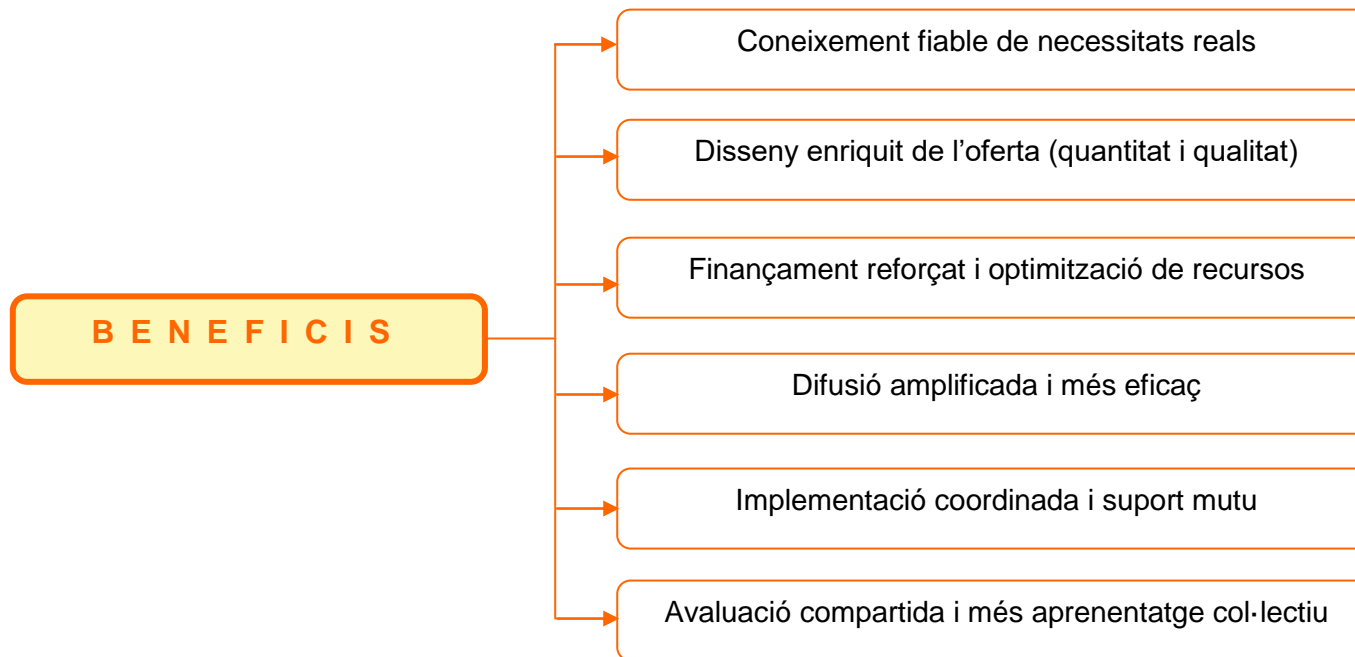 Coneixement fiable de necessitats reals
Disseny enriquit de l’oferta (quantitat i qualitat)
Finançament reforçat i optimització de recursos
B E N E F I C I S
Difusió amplificada i més eficaç
Implementació coordinada i suport mutu
Avaluació compartida i més aprenentatge col·lectiu